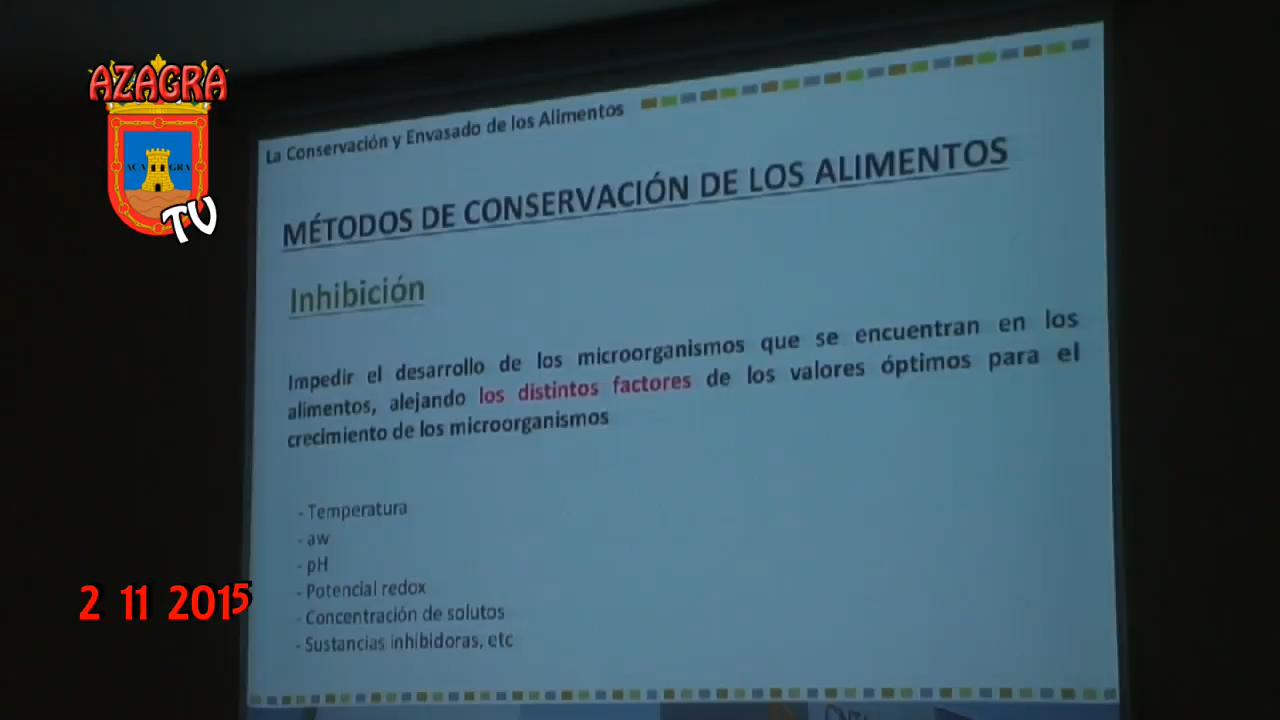 AZAGRA
ACA GRA
TV
La Conservación y Envasado de los Alimentos
MÉTODOS DE CONSERVACIÓN DE LOS ALIMENTOS
Inhibición
Impedir el desarrollo de los microorganismos que se encuentran en los
alimentos, alejando los distintos factores de los valores óptimos para el
crecimiento de los microorganismos
- Temperatura
- aw
- pH
- Potencial redox
- Concentración de solutos
- Sustancias inhibidoras, etc
2 11 2015